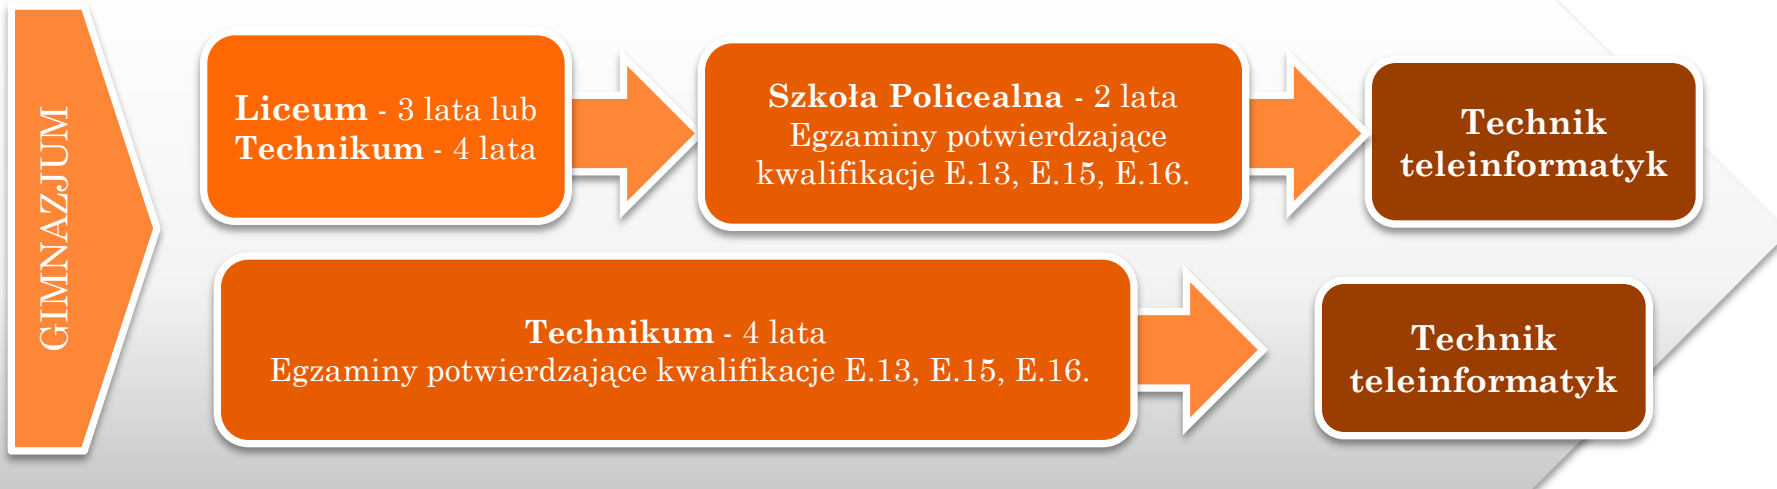 GIMNAZJUM
Liceum - 3 lata lub
Technikum - 4 lata
Szkoła Policealna - 2 lata
Egzaminy potwierdzające
kwalifikacje E.13, E.15, E.16.
Technik
teleinformatyk
Technikum - 4 lata
Egzaminy potwierdzające kwalifikacje E.13, E.15, E.16.
Technik
teleinformatyk